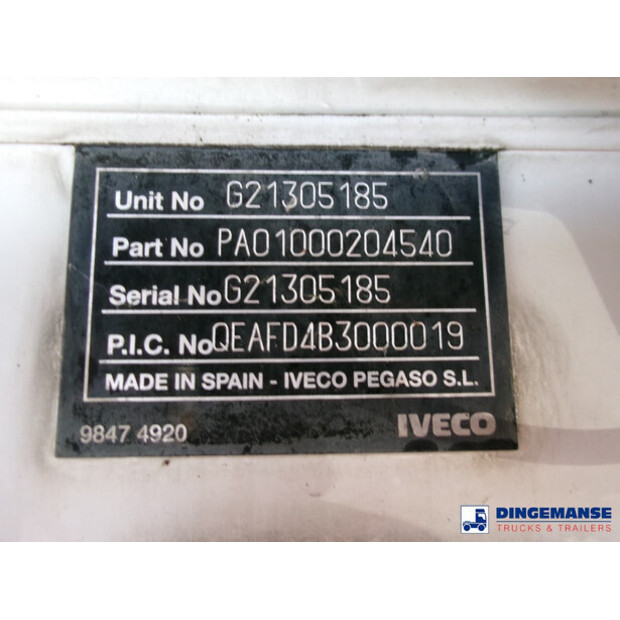 Unit No G21305185
Part No PA01000204540
Serial No G21305185
P.I.C. No QEAFD4B3000019
MADE IN SPAIN - IVECO PEGASO S.L.
9847 4920 IVECO
DINGEMANSE
TRUCKS & TRAILERS